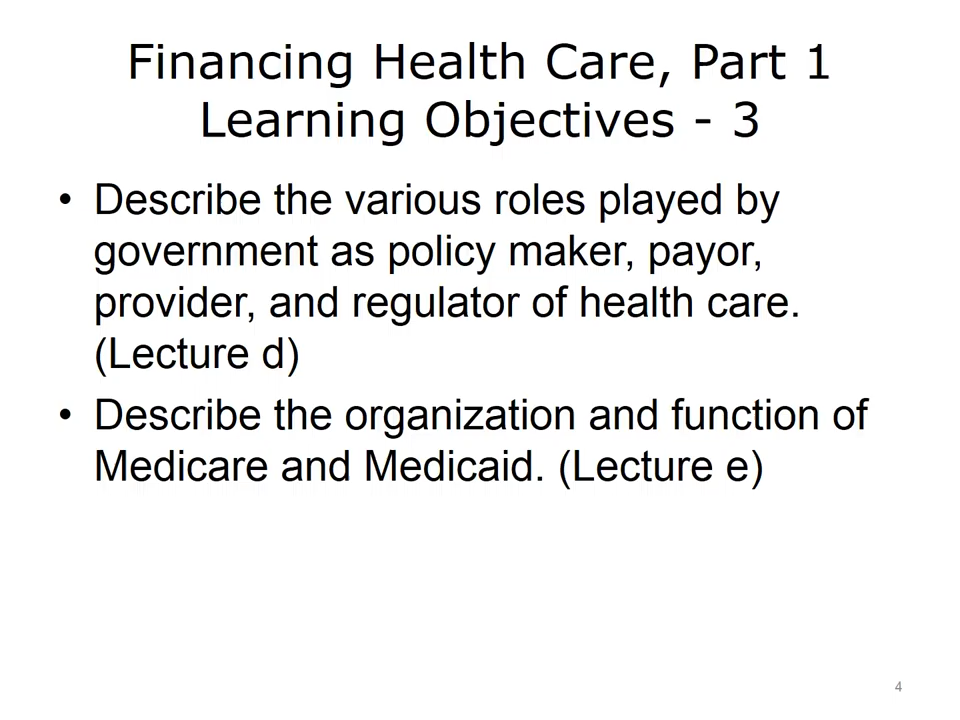 Financing Health Care, Part 1
Learning Objectives - 3
• Describe the various roles played by
government as policy maker, payor,
provider, and regulator of health care.
(Lecture d)
• Describe the organization and function of
Medicare and Medicaid. (Lecture e)
4